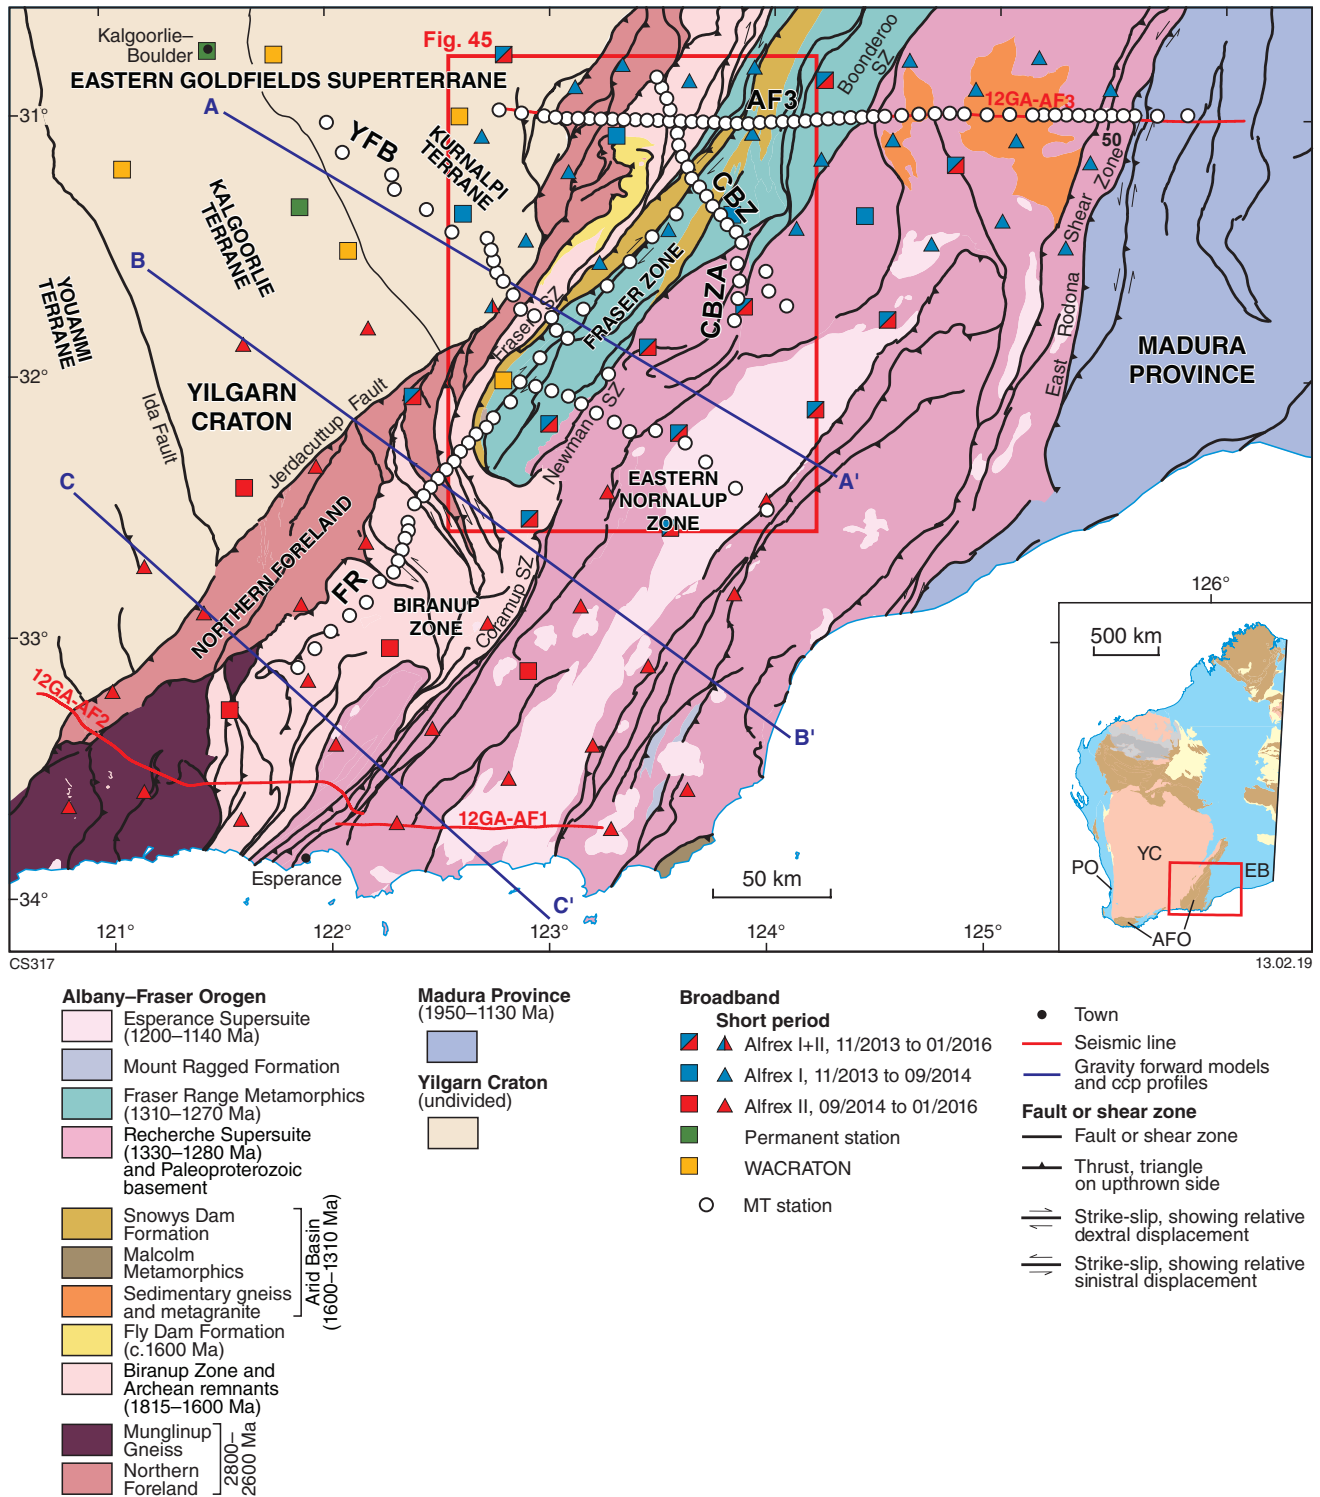 Kalgoorlie–
Boulder
EASTERN GOLDFIELDS SUPERTERRANE
Fig. 45
Boonderoo
SZ
AF3
12GA-AF3
50
31°
A
YFB
KURNALPI
TERRANE
CBZ
Shear Zone
KALGOORLIE
TERRANE
B
YOUANMI
TERRANE
Fraser SZ
FRASER ZONE
CBZA
East Rodona
MADURA
PROVINCE
32°
YILGARN
CRATON
Ida Fault
Jerdacuttup Fault
Newman SZ
C
A'
EASTERN
NORNALUP
ZONE
NORTHERN FORELAND
FR
BIRANUP
ZONE
Coramup SZ
126°
33°
500 km
12GA-AF2
B'
12GA-AF1
YC
PO
EB
AFO
Esperance
50 km
34°
C'
121°
122°
123°
124°
125°
CS317
13.02.19
Albany–Fraser Orogen
Esperance Supersuite
(1200–1140 Ma)
Mount Ragged Formation
Fraser Range Metamorphics
(1310–1270 Ma)
Recherche Supersuite
(1330–1280 Ma)
and Paleoproterozoic
basement
Snowys Dam
Formation
Malcolm
Metamorphics
Sedimentary gneiss
and metagranite
Arid Basin
(1600–1310 Ma)
Fly Dam Formation
(c.1600 Ma)
Biranup Zone and
Archean remnants
(1815–1600 Ma)
Munglinup
Gneiss
Northern
Foreland
2800–
2600 Ma
Madura Province
(1950–1130 Ma)
Yilgarn Craton
(undivided)
Broadband
Short period
Alfrex I+II, 11/2013 to 01/2016
Alfrex I, 11/2013 to 09/2014
Alfrex II, 09/2014 to 01/2016
Permanent station
WACRATON
MT station
Town
Seismic line
Gravity forward models
and ccp profiles
Fault or shear zone
Fault or shear zone
Thrust, triangle
on upthrown side
Strike-slip, showing relative
dextral displacement
Strike-slip, showing relative
sinistral displacement